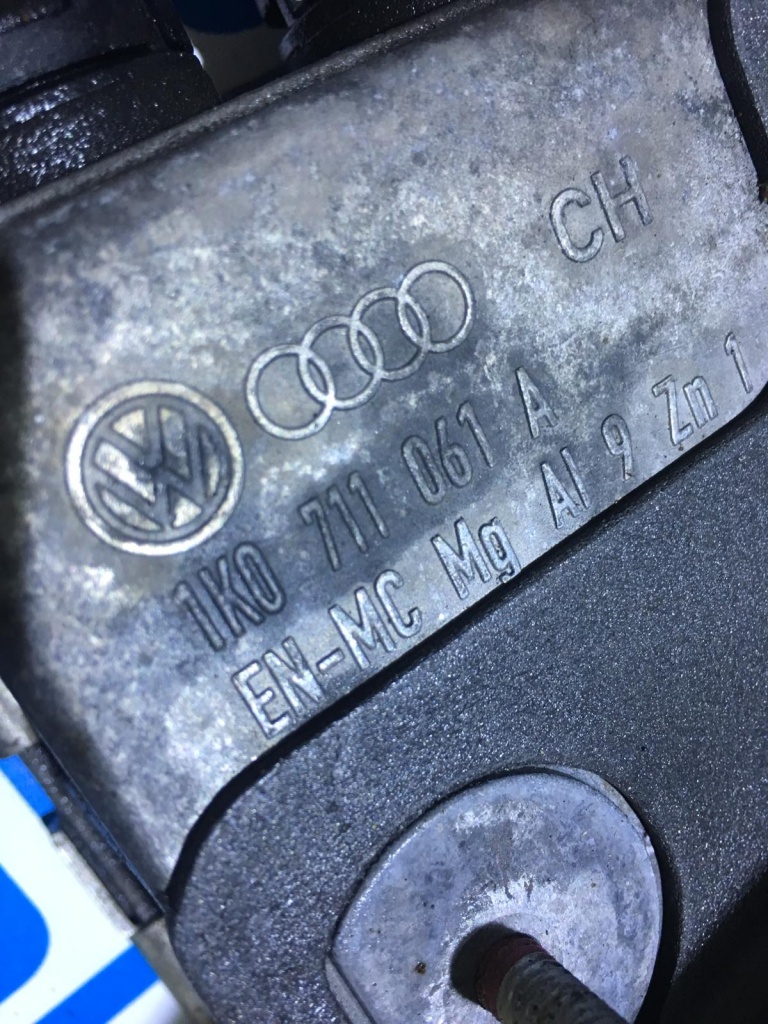 CH
VW
1K0 711 061 A
EN-MC Mg Al 9 Zn 1